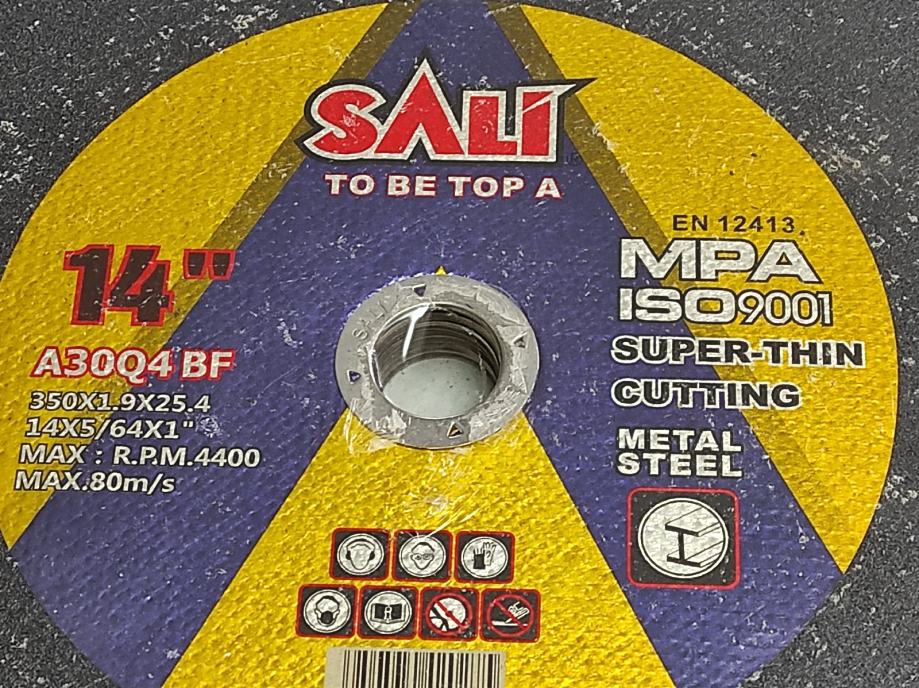 SALI
TO BE TOP A
14"
A30Q4 BF
350X1.9X25.4
14X5/64X1"
MAX : R.P.M.4400
MAX.80m/s
EN 12413
MPA
ISO9001
SUPER-THIN
CUTTING
METAL
STEEL